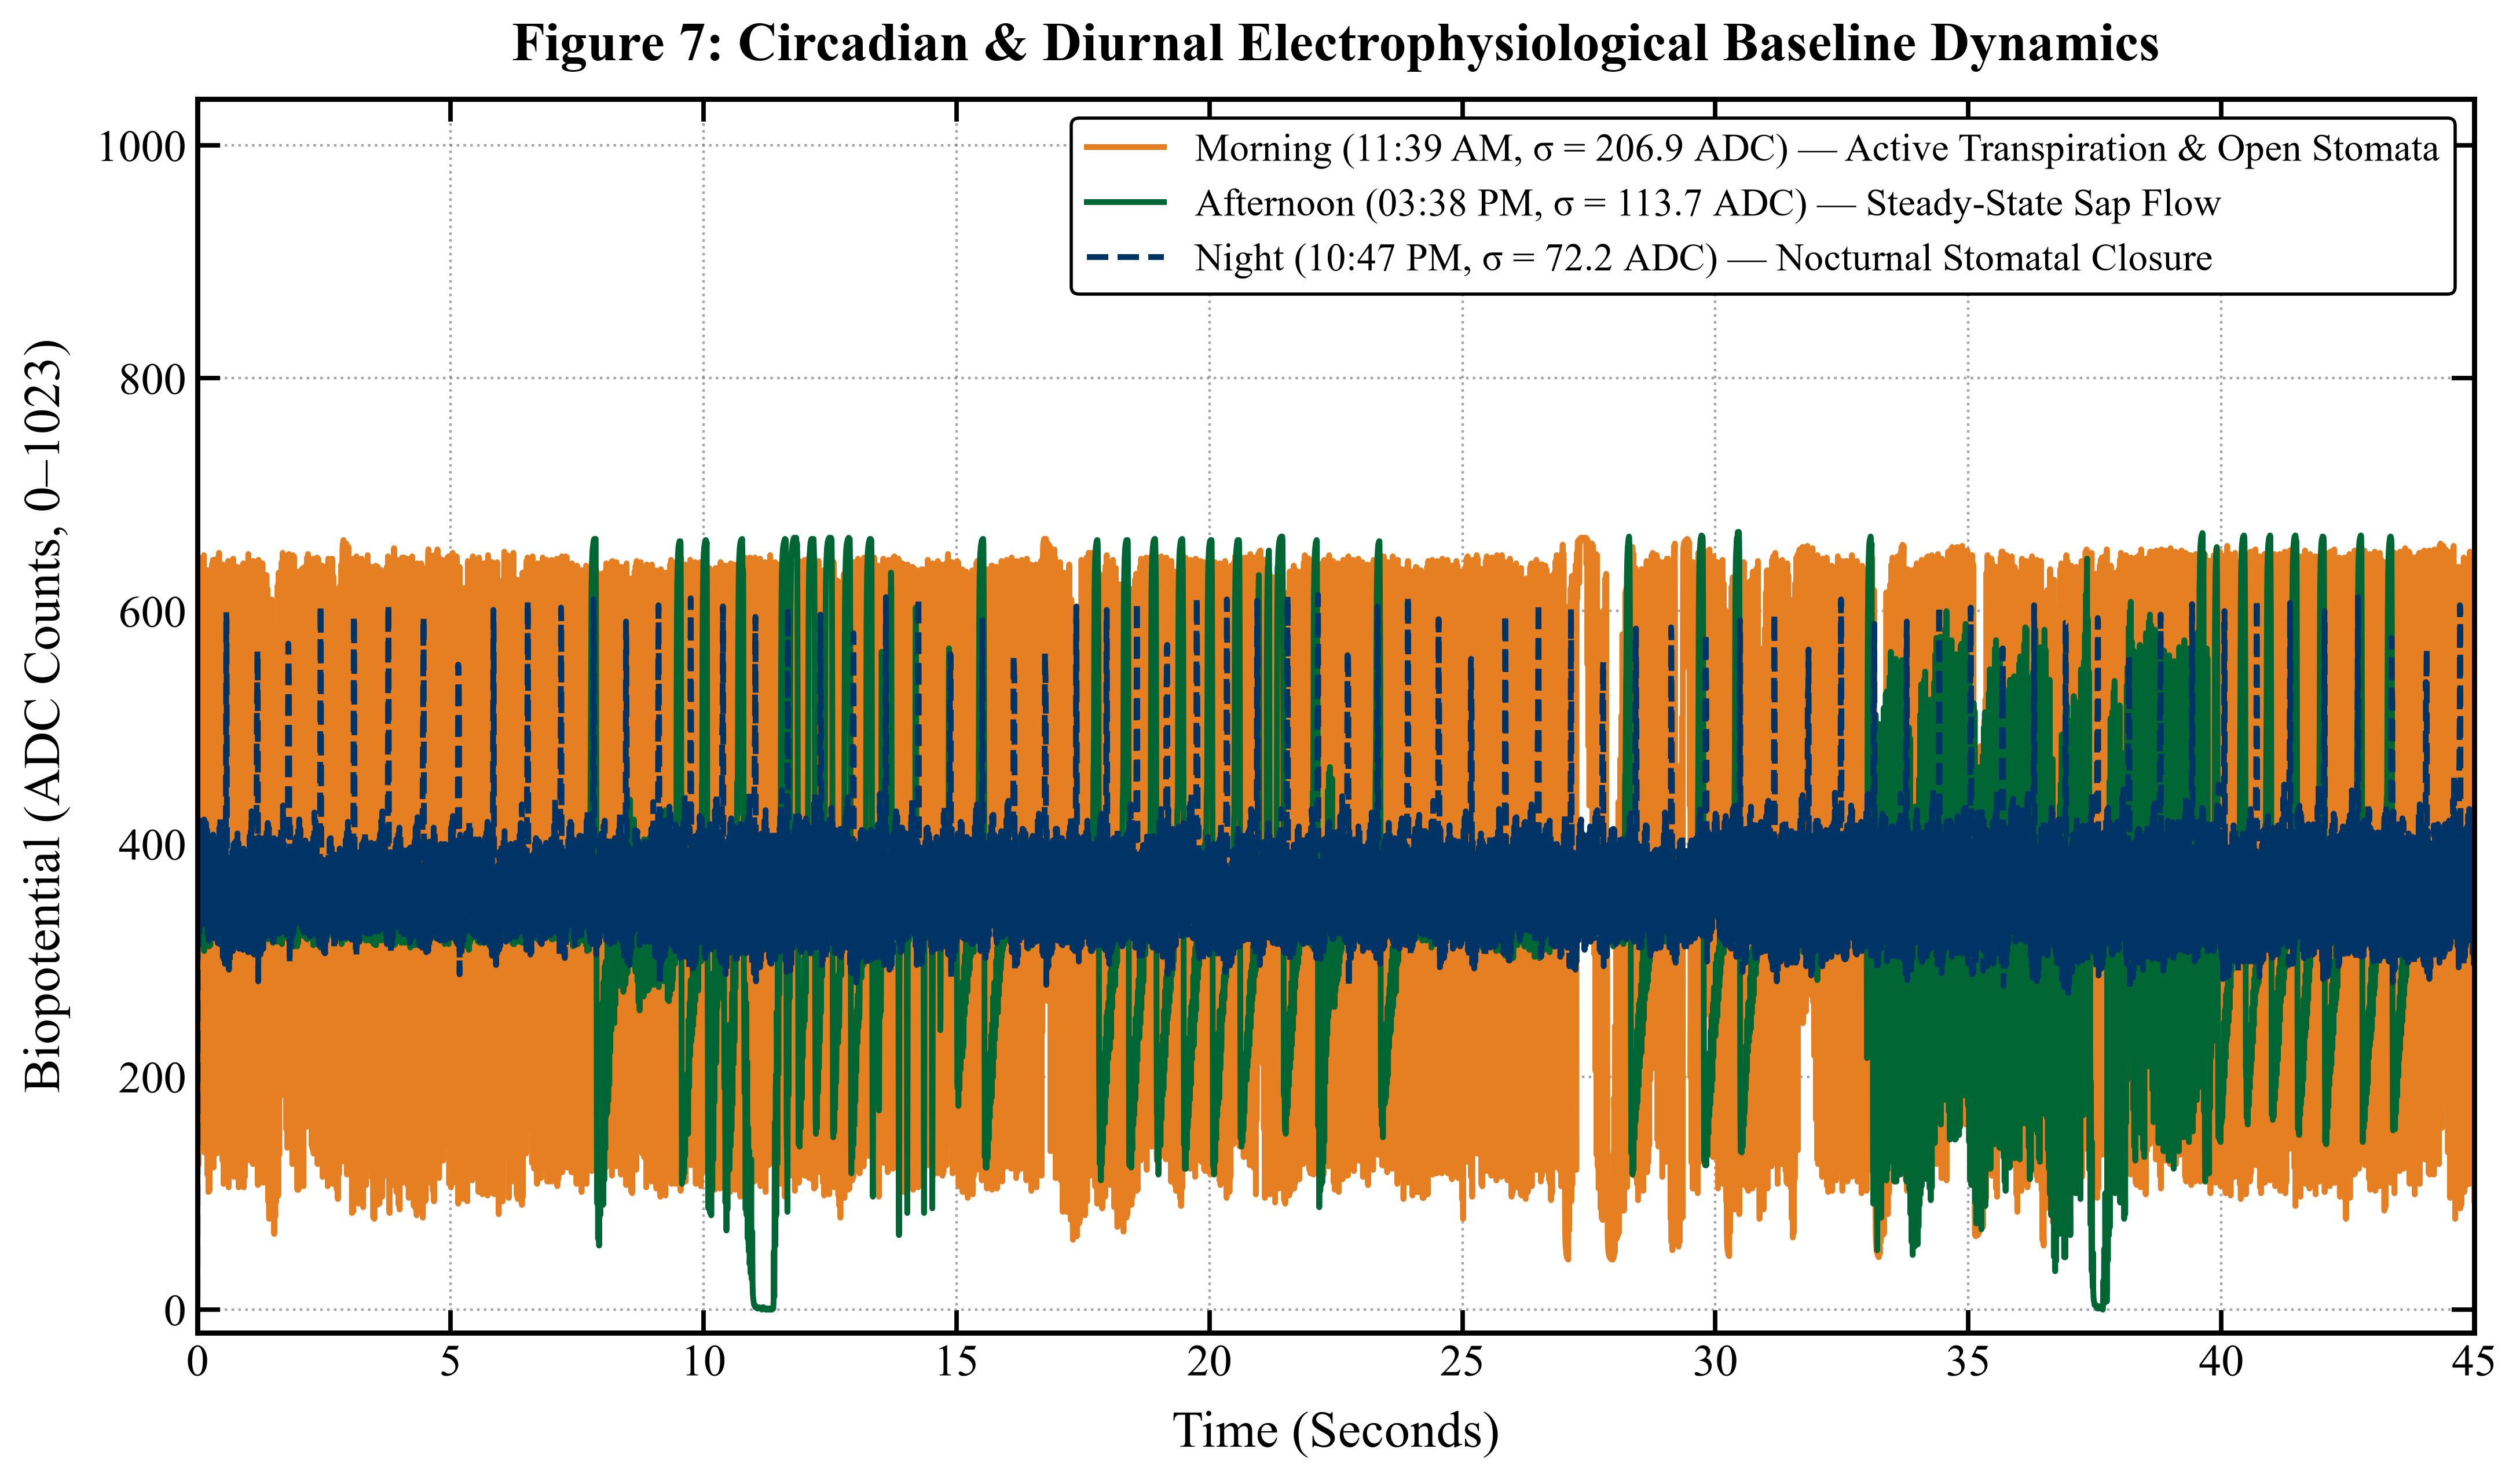 Figure 7: Circadian & Diurnal Electrophysiological Baseline Dynamics
Morning (11:39 AM, σ = 206.9 ADC) — Active Transpiration & Open Stomata
Afternoon (03:38 PM, σ = 113.7 ADC) — Steady-State Sap Flow
Night (10:47 PM, σ = 72.2 ADC) — Nocturnal Stomatal Closure
Biopotential (ADC Counts, 0–1023)
1000
800
600
400
200
0
0 5 10 15 20 25 30 35 40 45
Time (Seconds)